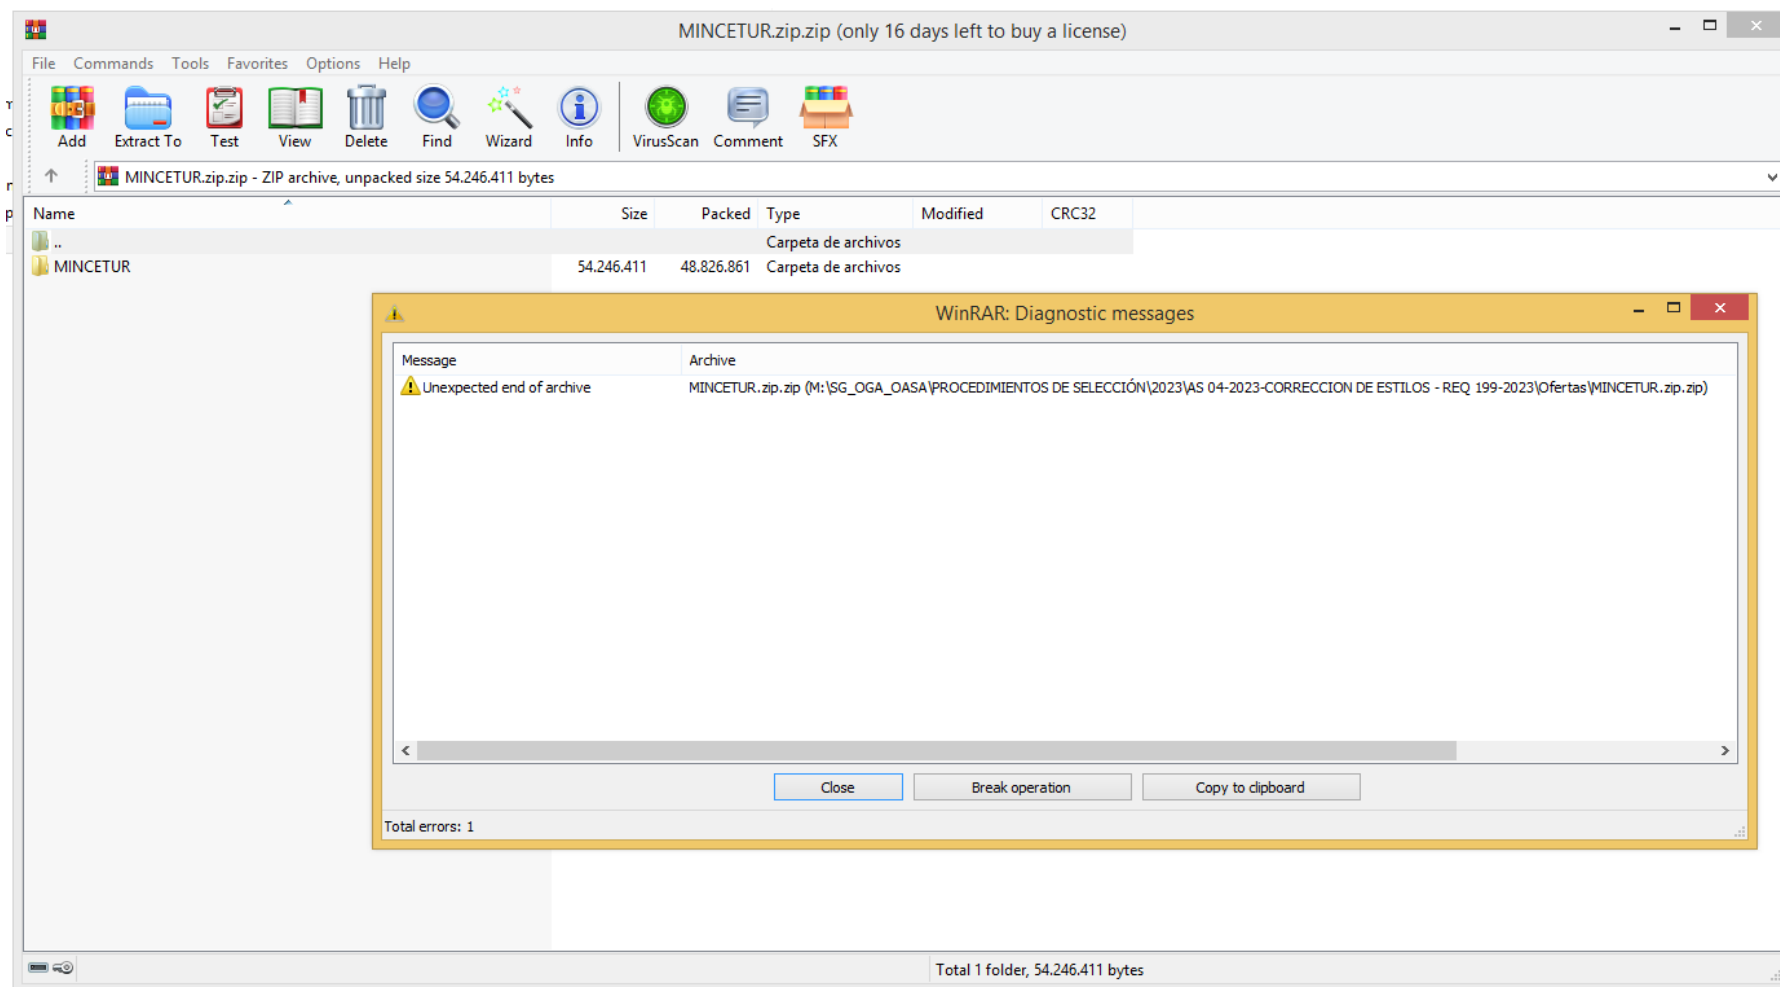 MINCETUR.zip.zip (only 16 days left to buy a license)
File Commands Tools Favorites Options Help
Add Extract To Test View Delete Find Wizard Info VirusScan Comment SFX
MINCETUR.zip.zip - ZIP archive, unpacked size 54.246.411 bytes
Name Size Packed Type Modified CRC32
.. Carpeta de archivos
MINCETUR 54.246.411 48.826.861 Carpeta de archivos
WinRAR: Diagnostic messages
Message Archive
Unexpected end of archive MINCETUR.zip.zip (M:\SG_OGA_OASA\PROCEDIMIENTOS DE SELECCIÓN\2023\AS 04-2023-CORRECCION DE ESTILOS - REQ 199-2023\Ofertas\MINCETUR.zip.zip)
Close Break operation Copy to clipboard
Total errors: 1
Total 1 folder, 54.246.411 bytes